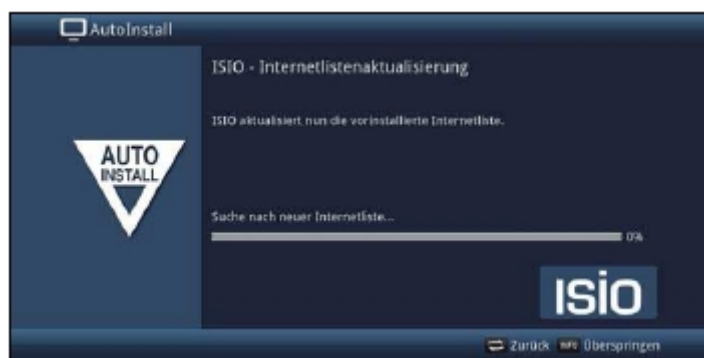 AutoInstall
ISIO - Internetlistenaktualisierung
ISIO aktualisiert nun die vorinstallierte Internetliste.
AUTO
INSTALL
Suche nach neuer Internetliste...
0%
ISIO
Zurück INFO Überspringen